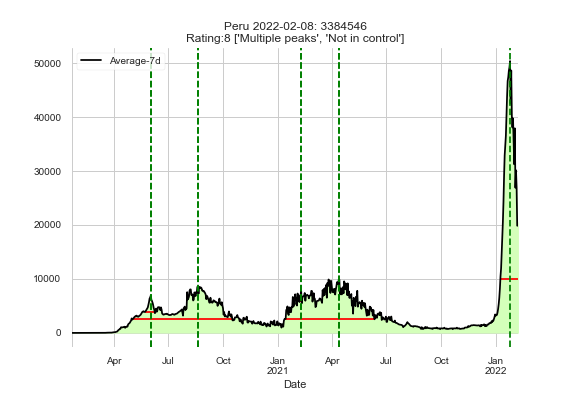 Peru 2022-02-08: 3384546
Rating:8 ['Multiple peaks', 'Not in control']
Average-7d
50000
40000
30000
20000
10000
0
Apr Jul Oct Jan Apr Jul Oct Jan
2021 2022
Date